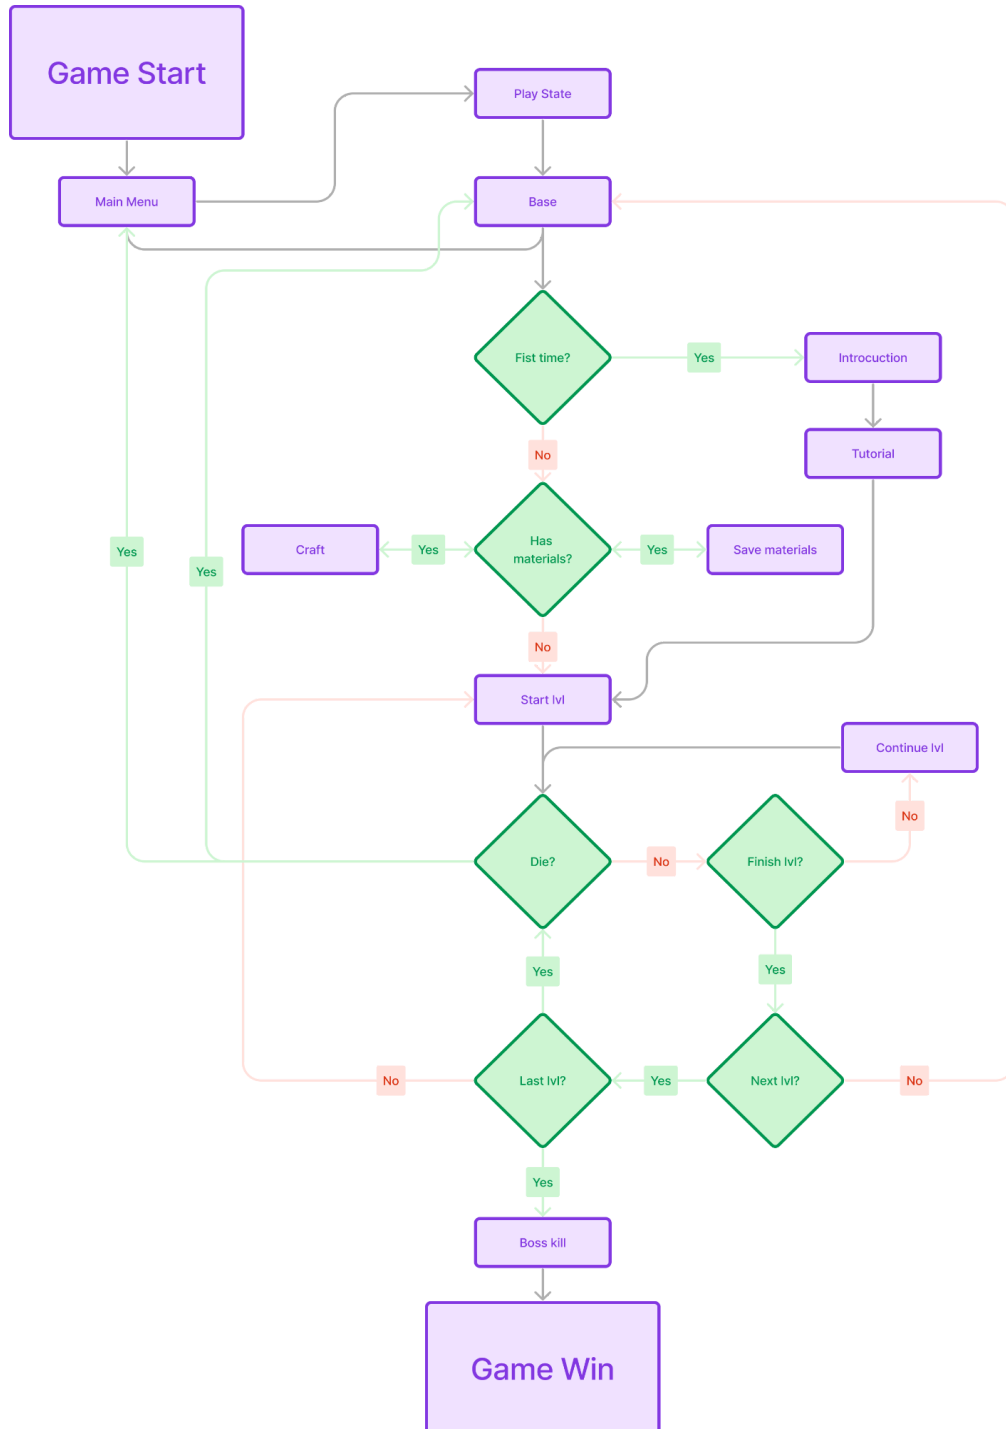 Game Start
Play State
Main Menu
Base
Fist time?
Yes
Introcuction
No
Tutorial
Has
materials?
Craft
Yes
Yes
Save materials
Yes
Yes
No
Start lvl
Continue lvl
No
Die?
No
Finish lvl?
Yes
Yes
No
Last lvl?
Yes
Next lvl?
No
Yes
Boss kill
Game Win